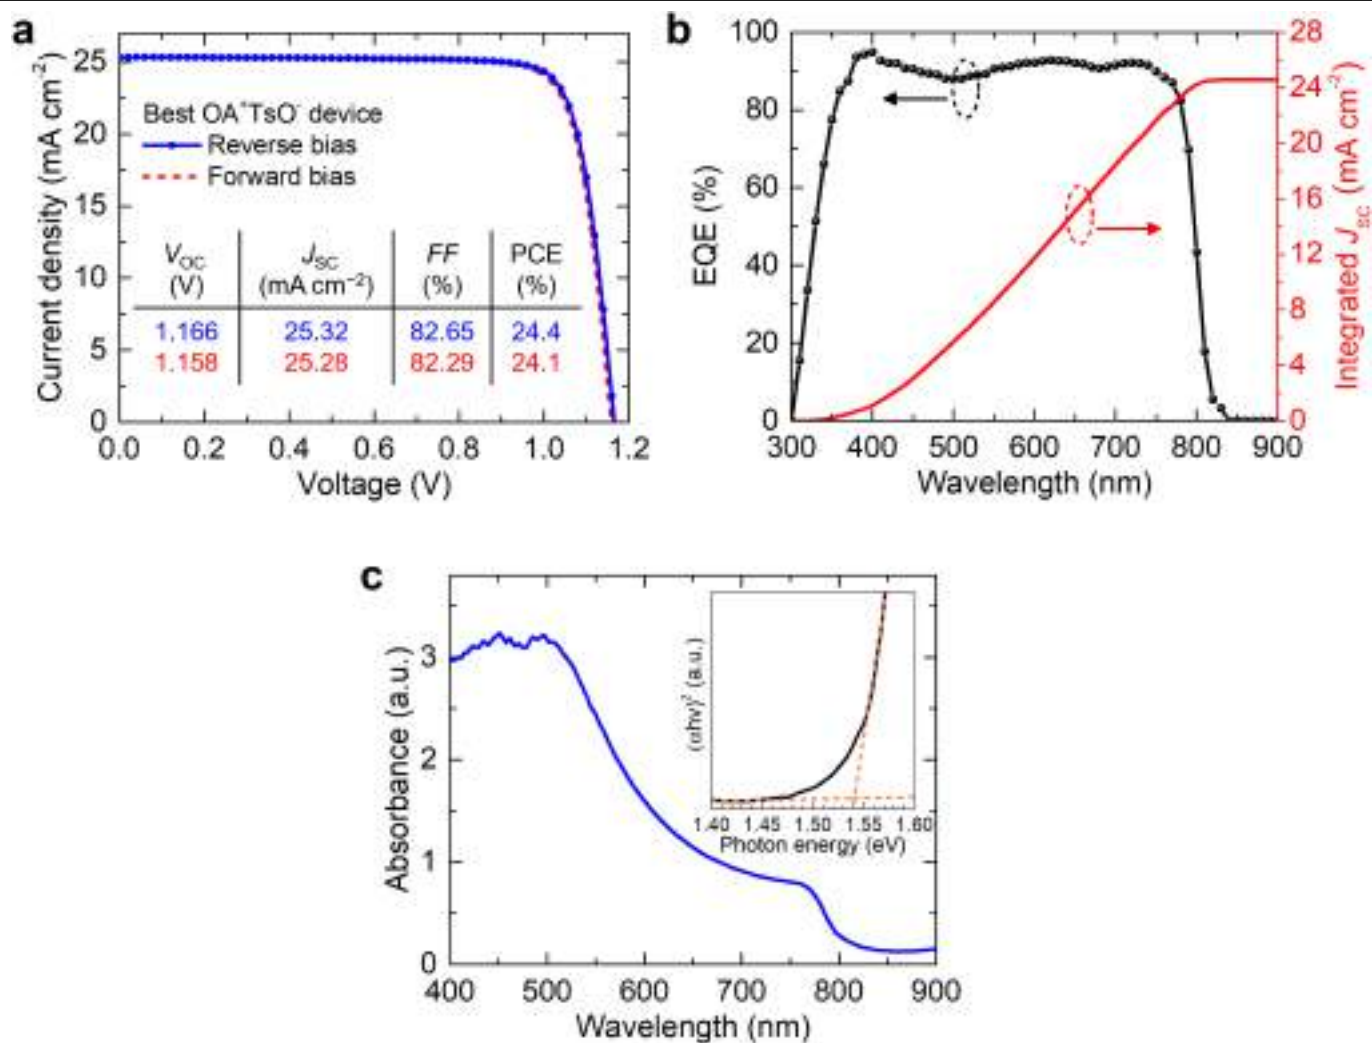 a
Current density (mA cm⁻²)
25
20
15
10
5
0
Best OA⁺TsO⁻ device
Reverse bias
Forward bias
V_OC (V) J_SC (mA cm⁻²) FF (%) PCE (%)
1.166 25.32 82.65 24.4
1.158 25.28 82.29 24.1
0.0 0.2 0.4 0.6 0.8 1.0 1.2
Voltage (V)
b
EQE (%)
100
80
60
40
20
0
28
24
20
16
12
8
4
0
Integrated J_SC (mA cm⁻²)
300 400 500 600 700 800 900
Wavelength (nm)
c
Absorbance (a.u.)
3
2
1
0
(αhν)² (a.u.)
1.40 1.45 1.50 1.55 1.60
Photon energy (eV)
400 500 600 700 800 900
Wavelength (nm)